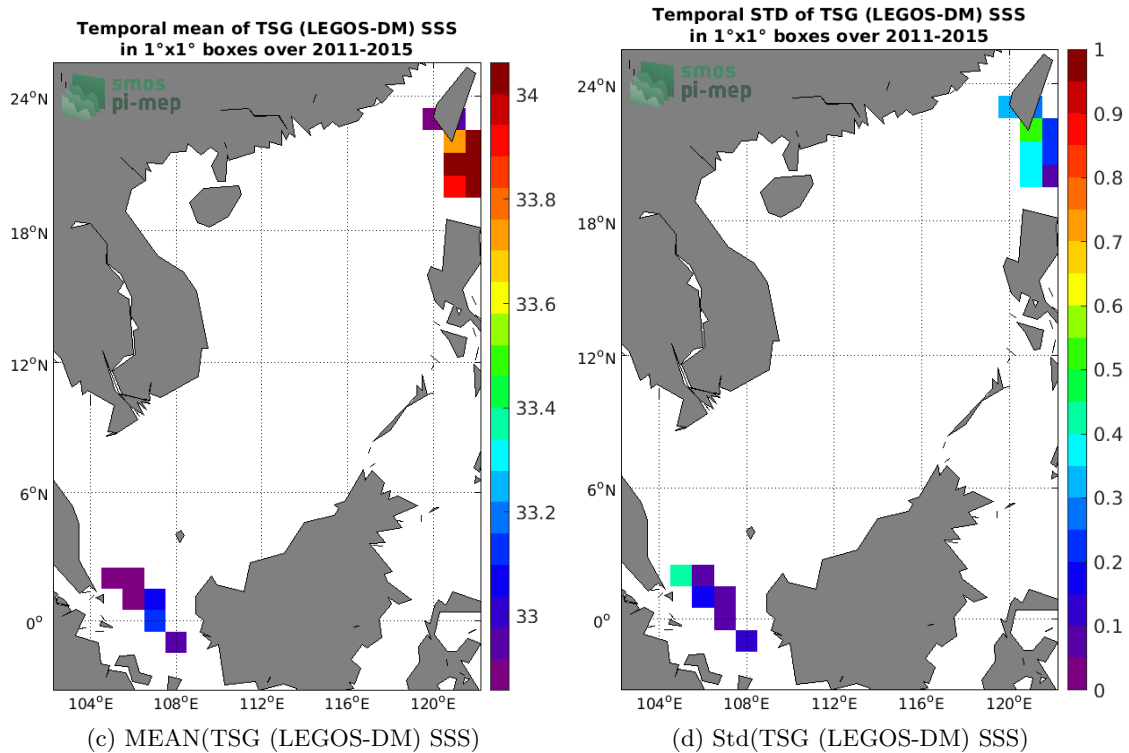 Temporal mean of TSG (LEGOS-DM) SSS
in 1°x1° boxes over 2011-2015
smos
pi-mep
24°N
18°N
12°N
6°N
0°
104°E
108°E
112°E
116°E
120°E
34
33.8
33.6
33.4
33.2
33
(c) MEAN(TSG (LEGOS-DM) SSS)
Temporal STD of TSG (LEGOS-DM) SSS
in 1°x1° boxes over 2011-2015
smos
pi-mep
24°N
18°N
12°N
6°N
0°
104°E
108°E
112°E
116°E
120°E
1
0.9
0.8
0.7
0.6
0.5
0.4
0.3
0.2
0.1
0
(d) Std(TSG (LEGOS-DM) SSS)